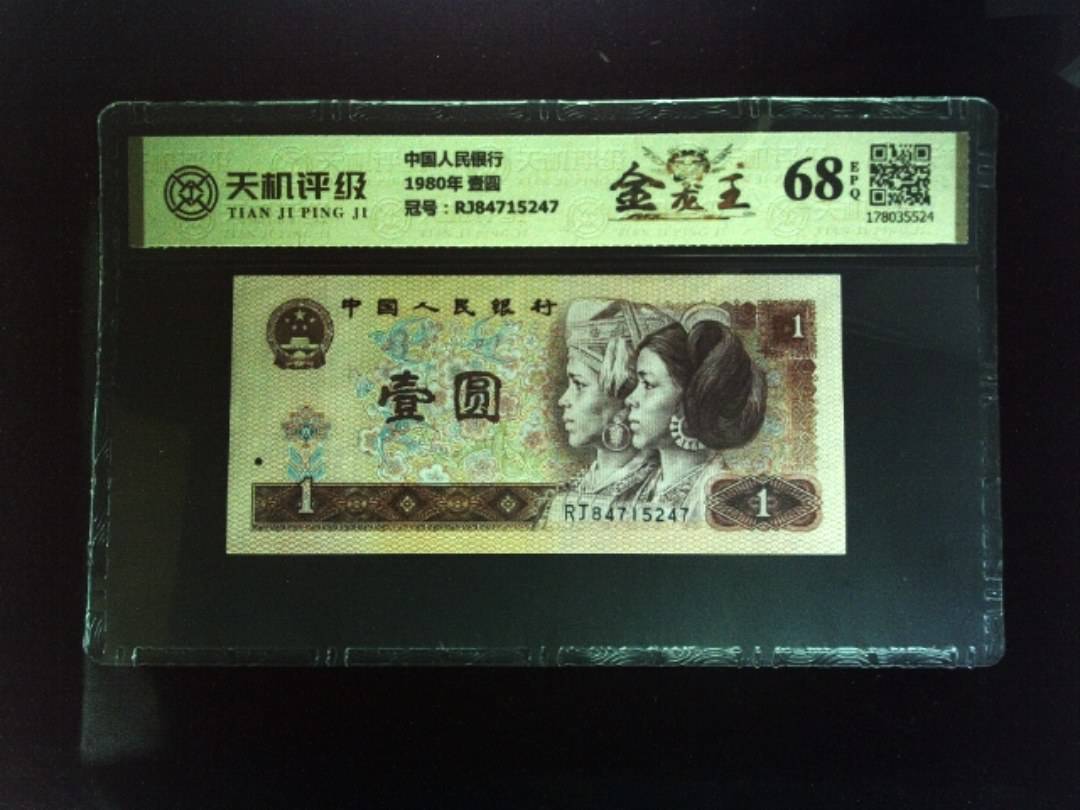 天机评级
TIAN JI PING JI
中国人民银行
1980年 壹圆
冠号：RJ84715247
金龙王
68
EPQ
178035524
中国人民银行
1
壹圆
1
RJ84715247
1